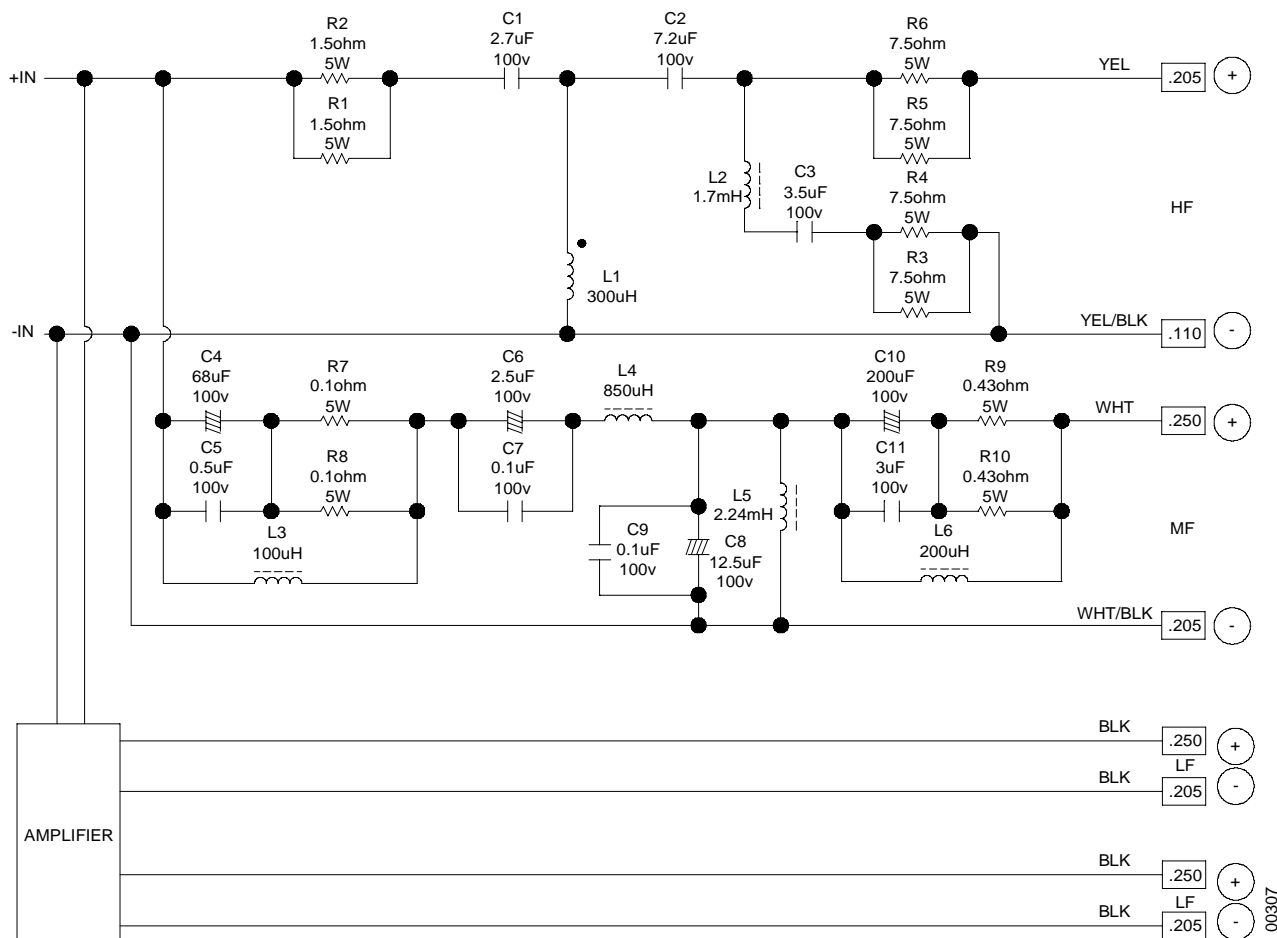 R2
1.5ohm
5W
C1
2.7uF
100v
C2
7.2uF
100v
R6
7.5ohm
5W
+IN
YEL
.205
+
R1
1.5ohm
5W
R5
7.5ohm
5W
L2
1.7mH
C3
3.5uF
100v
R4
7.5ohm
5W
HF
R3
7.5ohm
5W
L1
300uH
-IN
YEL/BLK
.110
-
C4
68uF
100v
R7
0.1ohm
5W
C6
2.5uF
100v
L4
850uH
C10
200uF
100v
R9
0.43ohm
5W
WHT
.250
+
C5
0.5uF
100v
R8
0.1ohm
5W
C7
0.1uF
100v
C11
3uF
100v
R10
0.43ohm
5W
L5
2.24mH
L3
100uH
C9
0.1uF
100v
C8
12.5uF
100v
L6
200uH
MF
WHT/BLK
.205
-
BLK
.250
+
LF
BLK
.205
-
AMPLIFIER
BLK
.250
+
LF
BLK
.205
-
00307